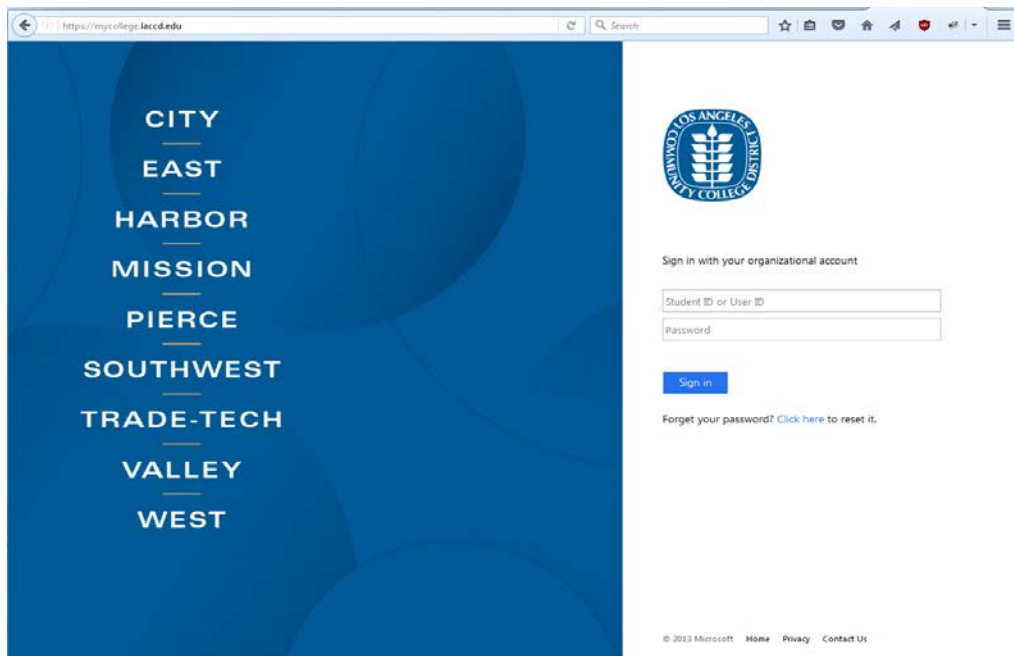 https://mycollege.laccd.edu
Search
CITY
EAST
HARBOR
MISSION
PIERCE
SOUTHWEST
TRADE-TECH
VALLEY
WEST
LOS ANGELES
COMMUNITY COLLEGE DISTRICT
Sign in with your organizational account
Student ID or User ID
Password
Sign in
Forget your password? Click here to reset it.
© 2013 Microsoft Home Privacy Contact Us